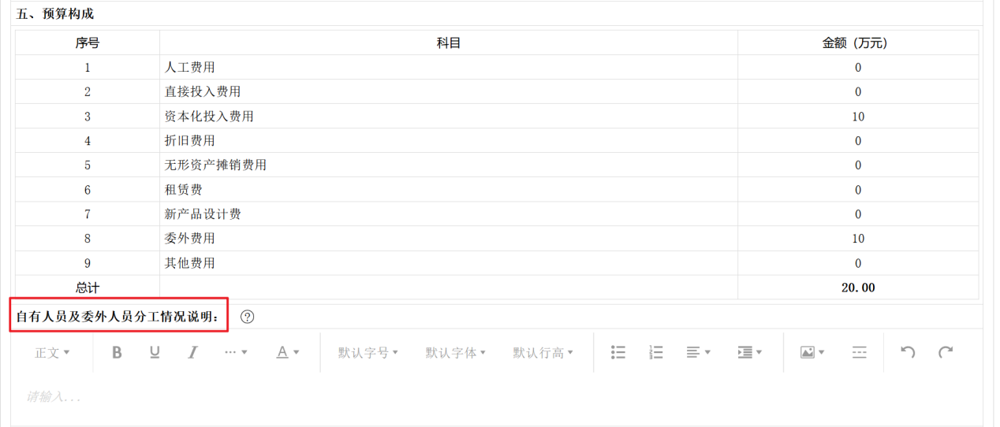 五、预算构成
序号 科目 金额（万元）
1 人工费用 0
2 直接投入费用 0
3 资本化投入费用 10
4 折旧费用 0
5 无形资产摊销费用 0
6 租赁费 0
7 新产品设计费 0
8 委外费用 10
9 其他费用 0
总计 20.00
自有人员及委外人员分工情况说明： ?
正文 B U I ... A 默认字号 默认字体 默认行高
请输入...